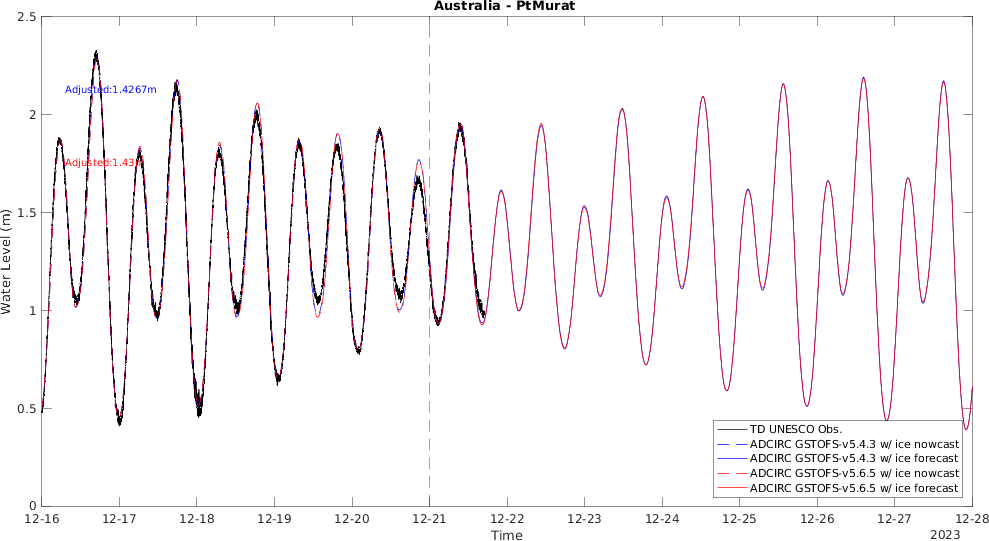 Australia - PtMurat
2.5
2
1.5
1
0.5
0
Water Level (m)
Adjusted:1.4267m
Adjusted:1.43m
TD UNESCO Obs.
ADCIRC GSTOFS-v5.4.3 w/ ice nowcast
ADCIRC GSTOFS-v5.4.3 w/ ice forecast
ADCIRC GSTOFS-v5.6.5 w/ ice nowcast
ADCIRC GSTOFS-v5.6.5 w/ ice forecast
12-16 12-17 12-18 12-19 12-20 12-21 12-22 12-23 12-24 12-25 12-26 12-27 12-28
Time
2023